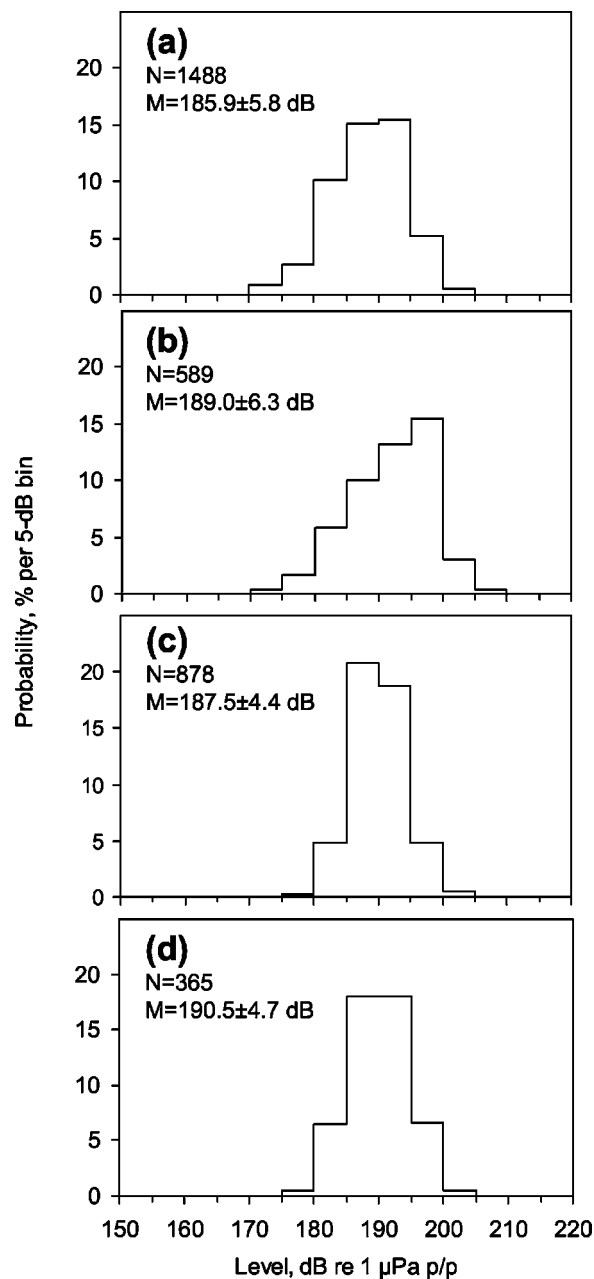 (a)
N=1488
M=185.9±5.8 dB
20
15
10
5
0
(b)
N=589
M=189.0±6.3 dB
20
15
10
5
0
(c)
N=878
M=187.5±4.4 dB
20
15
10
5
0
(d)
N=365
M=190.5±4.7 dB
20
15
10
5
0
150 160 170 180 190 200 210 220
Level, dB re 1 µPa p/p
Probability, % per 5-dB bin